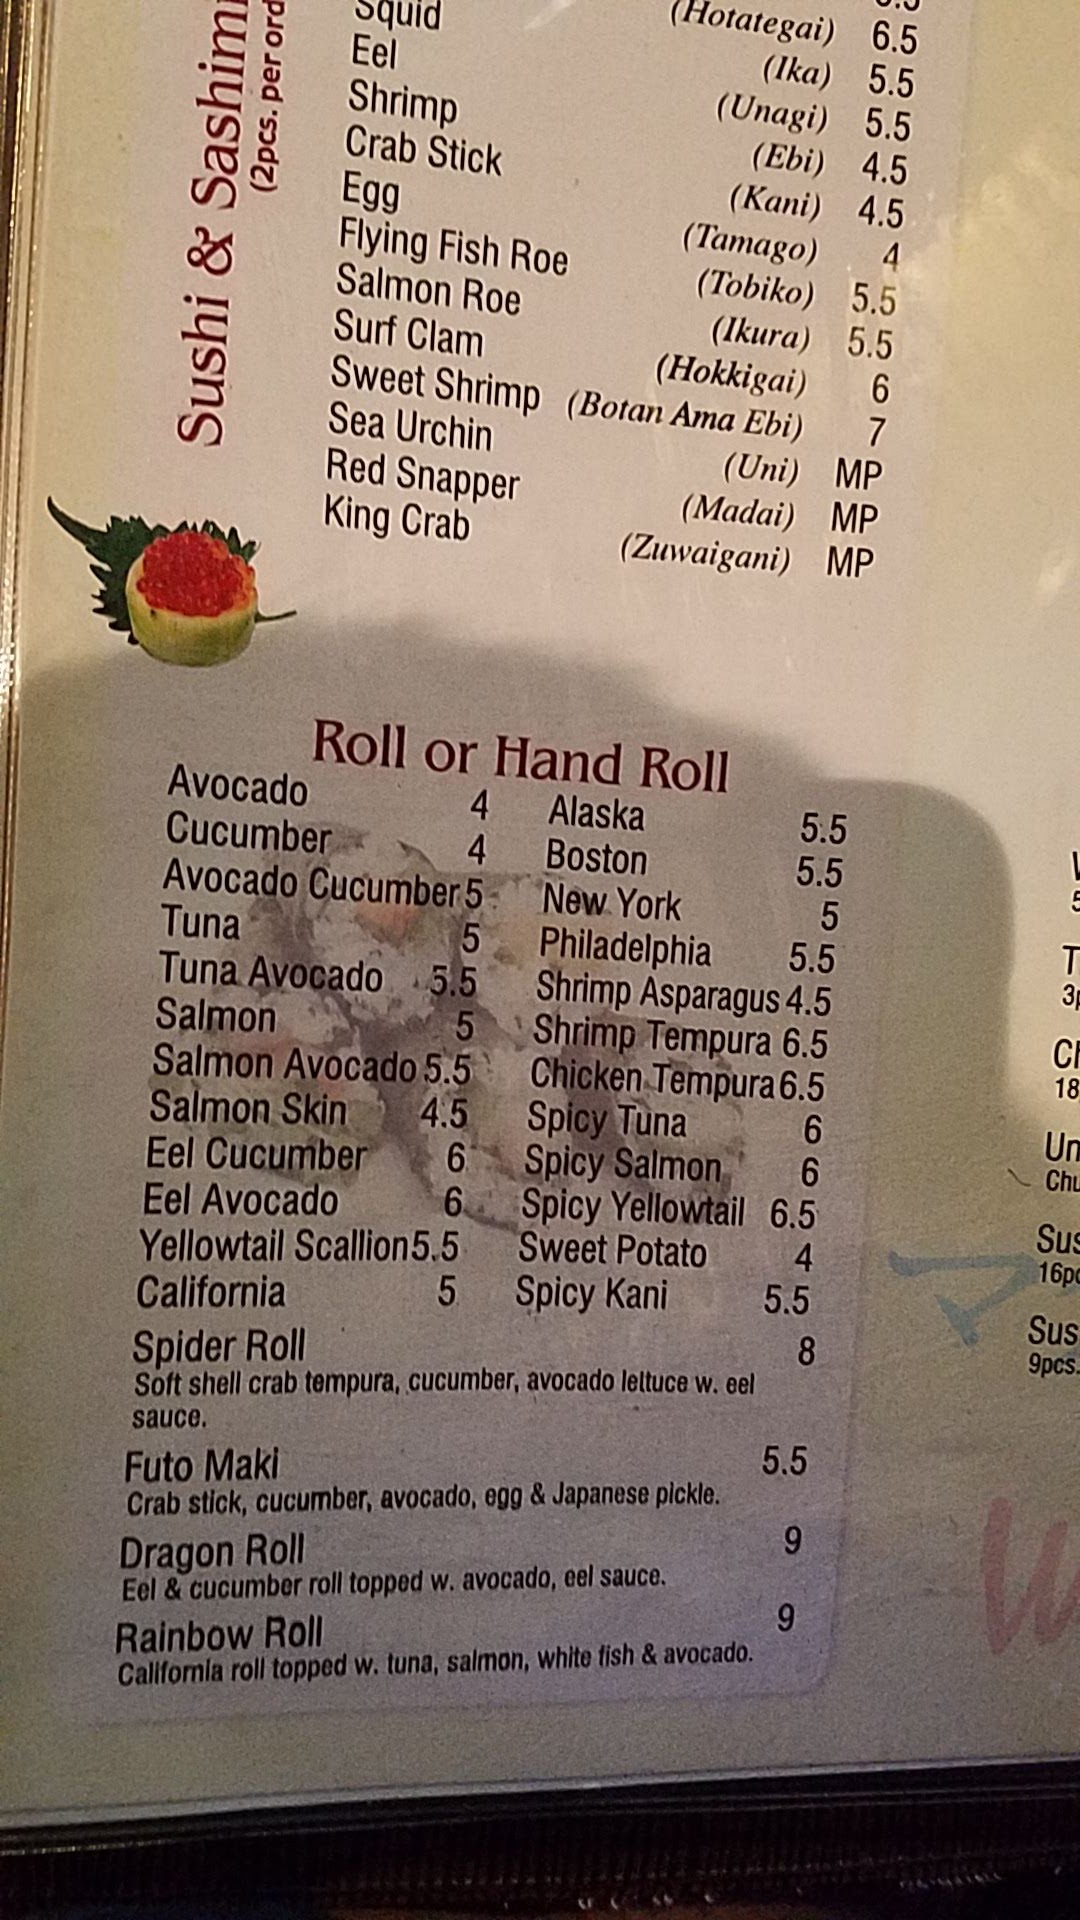 Sushi & Sashimi
(2pcs. per ord
Squid (Hotategai) 6.5
Eel (Ika) 5.5
Shrimp (Unagi) 5.5
Crab Stick (Ebi) 4.5
Egg (Kani) 4.5
Flying Fish Roe (Tamago) 4
Salmon Roe (Tobiko) 5.5
Surf Clam (Ikura) 5.5
Sweet Shrimp (Hokkigai) 6
Sea Urchin (Botan Ama Ebi) 7
Red Snapper (Uni) MP
King Crab (Madai) MP
(Zuwaigani) MP
Roll or Hand Roll
Avocado 4
Cucumber 4
Avocado Cucumber 5
Tuna 5
Tuna Avocado 5.5
Salmon 5
Salmon Avocado 5.5
Salmon Skin 4.5
Eel Cucumber 6
Eel Avocado 6
Yellowtail Scallion 5.5
California 5
Alaska 5.5
Boston 5.5
New York 5
Philadelphia 5.5
Shrimp Asparagus 4.5
Shrimp Tempura 6.5
Chicken Tempura 6.5
Spicy Tuna 6
Spicy Salmon 6
Spicy Yellowtail 6.5
Sweet Potato 4
Spicy Kani 5.5
Spider Roll 8
Soft shell crab tempura, cucumber, avocado lettuce w. eel
sauce.
Futo Maki 5.5
Crab stick, cucumber, avocado, egg & Japanese pickle.
Dragon Roll 9
Eel & cucumber roll topped w. avocado, eel sauce.
Rainbow Roll 9
California roll topped w. tuna, salmon, white fish & avocado.
18
Un
Chu
Sus
16pc
Sus
9pcs.